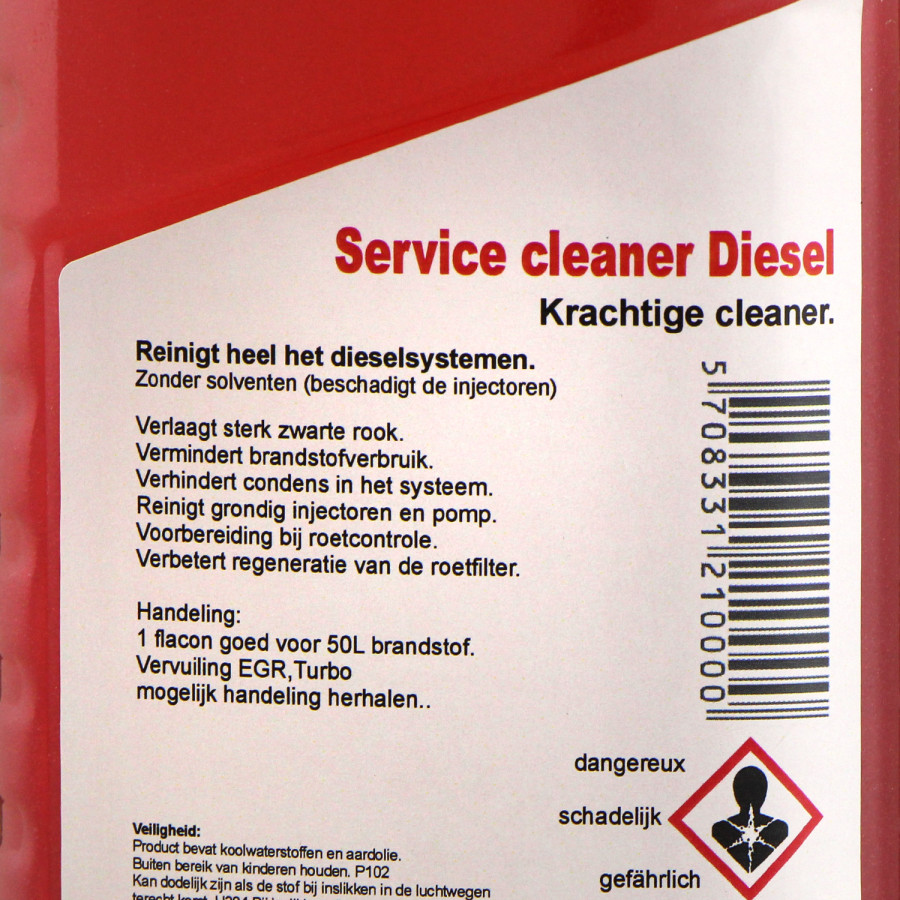 Service cleaner Diesel
Krachtige cleaner.
Reinigt heel het dieselsystemen.
Zonder solventen (beschadigt de injectoren)
Verlaagt sterk zwarte rook.
Vermindert brandstofverbruik.
Verhindert condens in het systeem.
Reinigt grondig injectoren en pomp.
Voorbereiding bij roetcontrole.
Verbetert regeneratie van de roetfilter.
Handeling:
1 flacon goed voor 50L brandstof.
Vervuiling EGR,Turbo
mogelijk handeling herhalen..
5 708331 210000
dangereux
schadelijk
gefährlich
Veiligheid:
Product bevat koolwaterstoffen en aardolie.
Buiten bereik van kinderen houden. P102
Kan dodelijk zijn als de stof bij inslikken in de luchtwegen